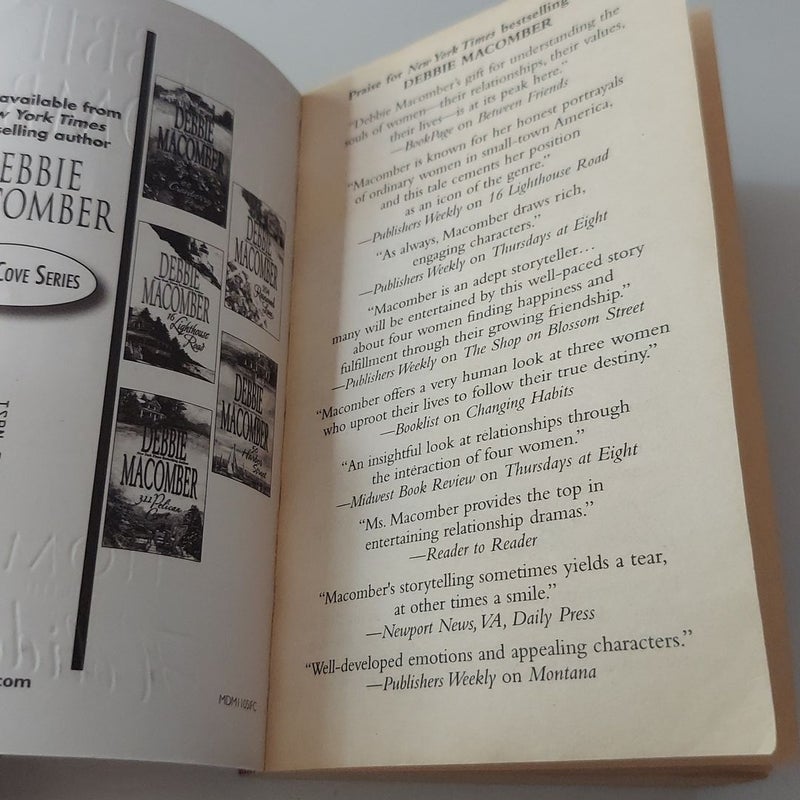 available from
w York Times
selling author
EBBIE
COMBER
COVE SERIES
ISBN
com
DEBBIE
MACOMBER
DEBBIE
MACOMBER
16 Lighthouse
Road
DEBBIE
MACOMBER
DEBBIE
MACOMBER
DEBBIE
MACOMBER
311 Pelican
Court
MDM1105IFC
Praise for New York Times bestselling
DEBBIE MACOMBER
“Debbie Macomber's gift for understanding the
souls of women—their relationships, their values,
their lives—is at its peak here.”
—BookPage on Between Friends
“Macomber is known for her honest portrayals
of ordinary women in small-town America,
and this tale cements her position
as an icon of the genre.”
—Publishers Weekly on 16 Lighthouse Road
“As always, Macomber draws rich,
engaging characters.”
—Publishers Weekly on Thursdays at Eight
“Macomber is an adept storyteller…
many will be entertained by this well-paced story
about four women finding happiness and
fulfillment through their growing friendship.”
—Publishers Weekly on The Shop on Blossom Street
“Macomber offers a very human look at three women
who uproot their lives to follow their true destiny.”
—Booklist on Changing Habits
“An insightful look at relationships through
the interaction of four women.”
—Midwest Book Review on Thursdays at Eight
“Ms. Macomber provides the top in
entertaining relationship dramas.”
—Reader to Reader
“Macomber's storytelling sometimes yields a tear,
at other times a smile.”
—Newport News, VA, Daily Press
“Well-developed emotions and appealing characters.”
—Publishers Weekly on Montana